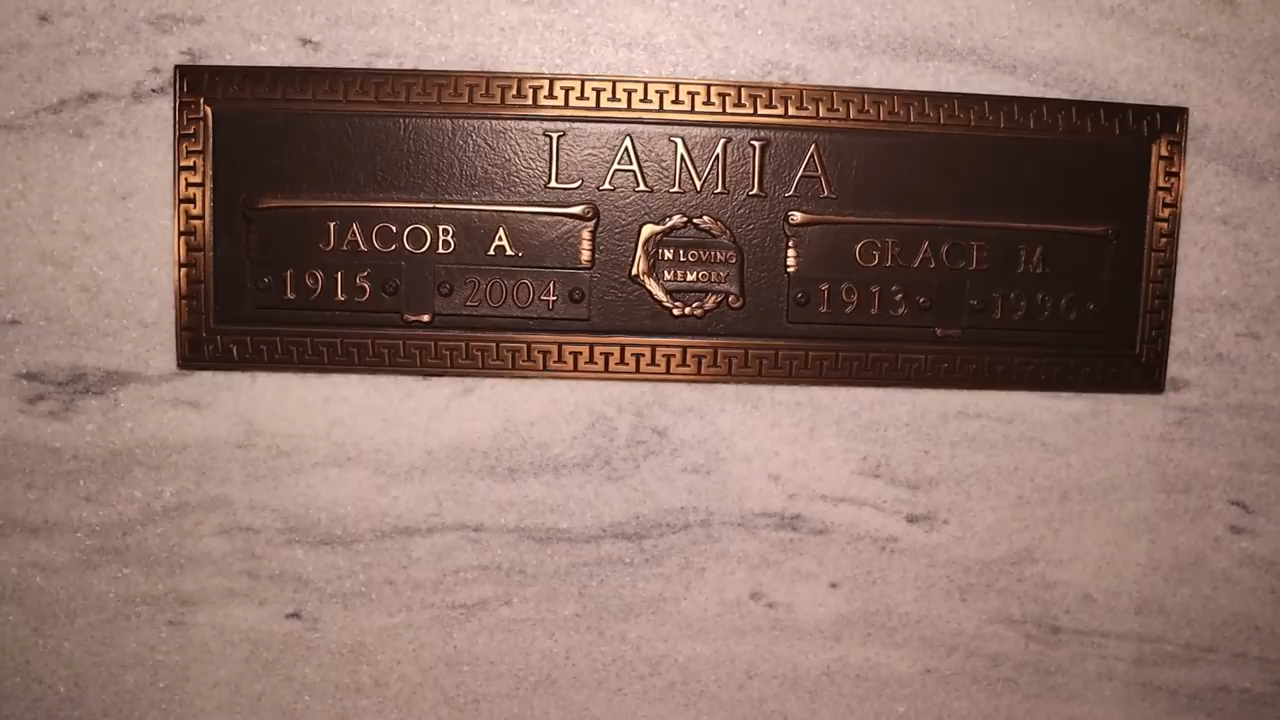 LAMIA
JACOB A.
1915 2004
IN LOVING
MEMORY
GRACE M.
1913 1996